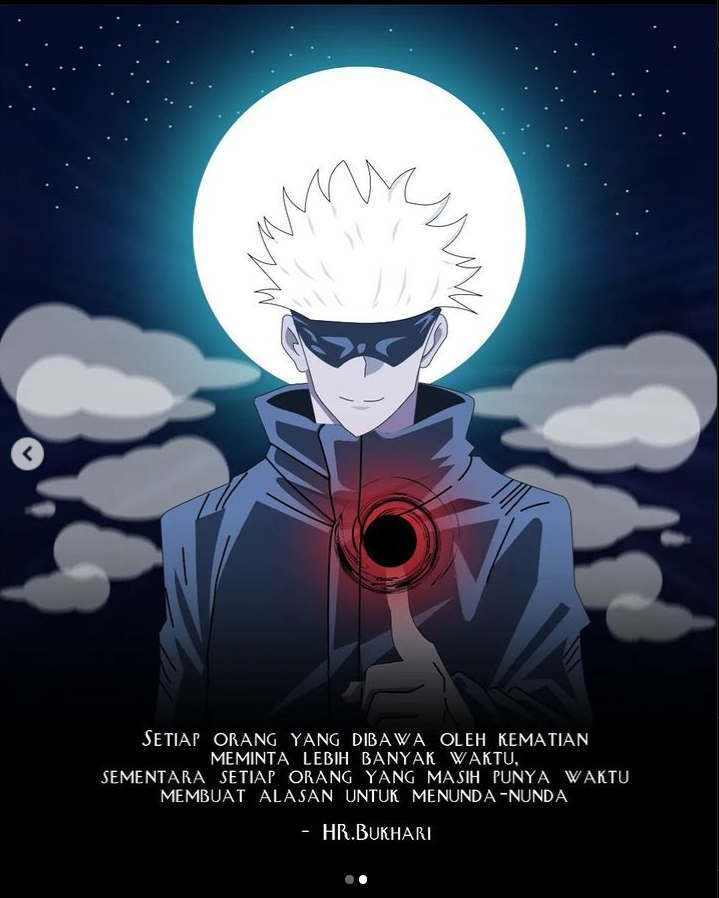 Setiap orang yang dibawa oleh kematian
meminta lebih banyak waktu,
sementara setiap orang yang masih punya waktu
membuat alasan untuk menunda-nunda
- HR.Bukhari